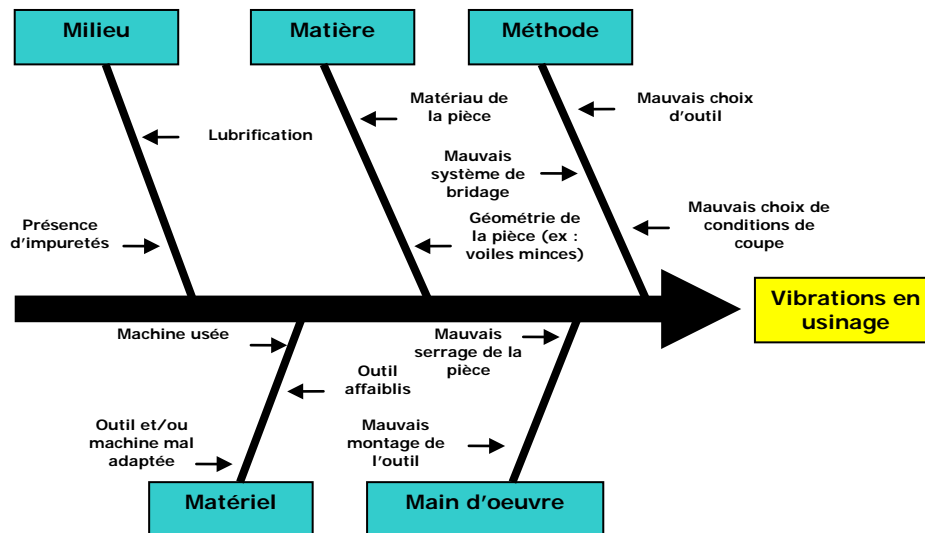 Milieu
Matière
Méthode
Matériau de
la pièce
Mauvais choix
d'outil
Lubrification
Mauvais
système de
bridage
Présence
d'impuretés
Géométrie de
la pièce (ex :
voiles minces)
Mauvais choix de
conditions de
coupe
Vibrations en
usinage
Machine usée
Mauvais
serrage de la
pièce
Outil
affaiblis
Outil et/ou
machine mal
adaptée
Mauvais
montage de
l'outil
Matériel
Main d'oeuvre